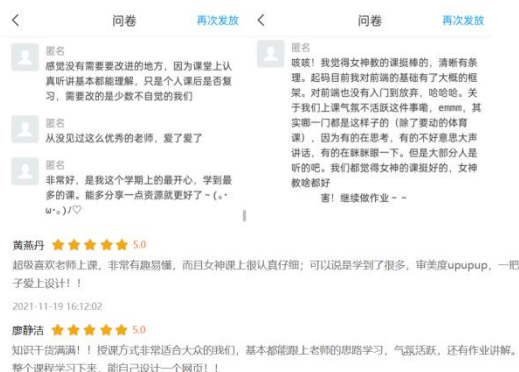 问卷
再次发放
匿名
感觉没有需要要改进的地方，因为课堂上认
真听讲基本都能理解，只是个人课后是否复
习，需要改的是少数不自觉的我们
匿名
从没见过这么优秀的老师，爱了爱了
匿名
非常好，是我这个学期上的最开心，学到最
多的课。能多分享一点资源就更好了~(｡･
ω･｡)ﾉ♡
问卷
再次发放
匿名
咳咳！我觉得女神教的课挺棒的，清晰有条
理。起码目前我对前端的基础有了大概的框
架。对前端也没有入门到放弃，哈哈哈。关
于我们上课气氛不活跃这件事嘞，emmm，其
实哪一门都是这样子的（除了要动的体育
课），因为有的在思考，有的不好意思大声
讲话，有的在眯眯眼一下。但是大部分人是
听的吧。我们都觉得女神的课挺好的，女神
教啥都好
害！继续做作业~~
黄燕丹 5.0
超级喜欢老师上课，非常有趣易懂，而且女神课上很认真仔细；可以说是学到了很多，审美度upupup，一把
子爱上设计！！
2021-11-19 16:12:02
廖静洁 5.0
知识干货满满！！授课方式非常适合大众的我们，基本都能跟上老师的思路学习，气氛活跃，还有作业讲解。
整个课程学习下来，能自己设计一个网页！！